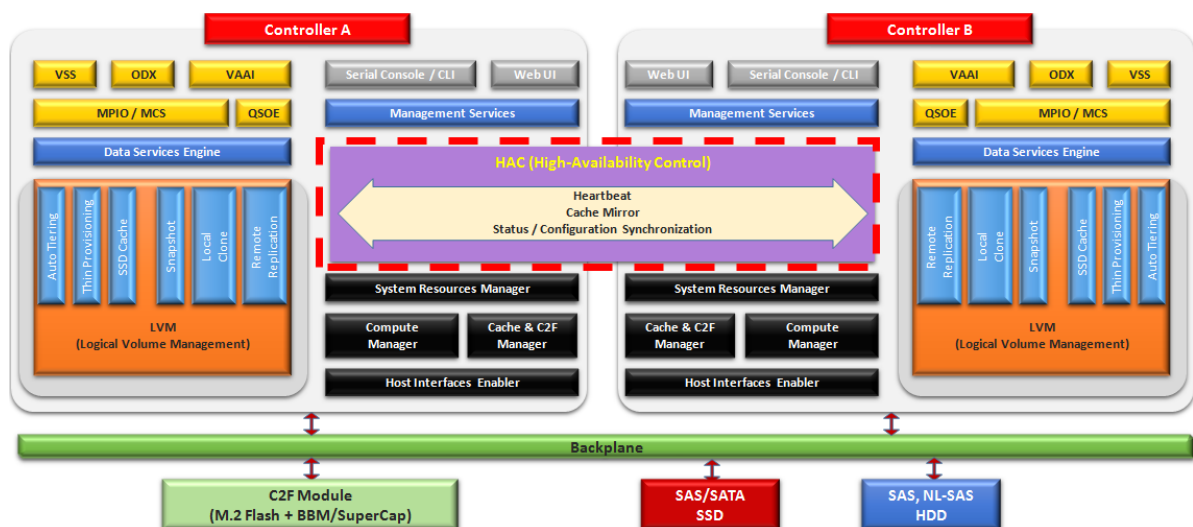 Controller A
Controller B
VSS
ODX
VAAI
Serial Console / CLI
Web UI
Web UI
Serial Console / CLI
VAAI
ODX
VSS
MPIO / MCS
QSOE
Management Services
Management Services
QSOE
MPIO / MCS
Data Services Engine
Data Services Engine
HAC (High-Availability Control)
Heartbeat
Cache Mirror
Status / Configuration Synchronization
Auto Tiering
Thin Provisioning
SSD Cache
Snapshot
Local
Clone
Remote
Replication
LVM
(Logical Volume Management)
System Resources Manager
Compute
Manager
Cache & C2F
Manager
Host Interfaces Enabler
System Resources Manager
Cache & C2F
Manager
Compute
Manager
Host Interfaces Enabler
Remote
Replication
Local
Clone
Snapshot
SSD Cache
Thin Provisioning
Auto Tiering
LVM
(Logical Volume Management)
Backplane
C2F Module
(M.2 Flash + BBM/SuperCap)
SAS/SATA
SSD
SAS, NL-SAS
HDD